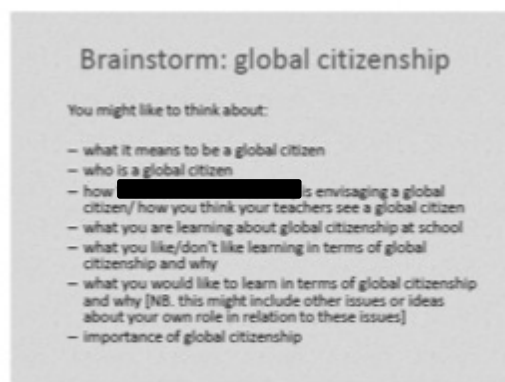 Brainstorm: global citizenship
You might like to think about:
– what it means to be a global citizen
– who is a global citizen
– how is envisaging a global
citizen/ how you think your teachers see a global citizen
– what you are learning about global citizenship at school
– what you like/don't like learning in terms of global
citizenship and why
– what you would like to learn in terms of global citizenship
and why [NB. this might include other issues or ideas
about your own role in relation to these issues]
– importance of global citizenship